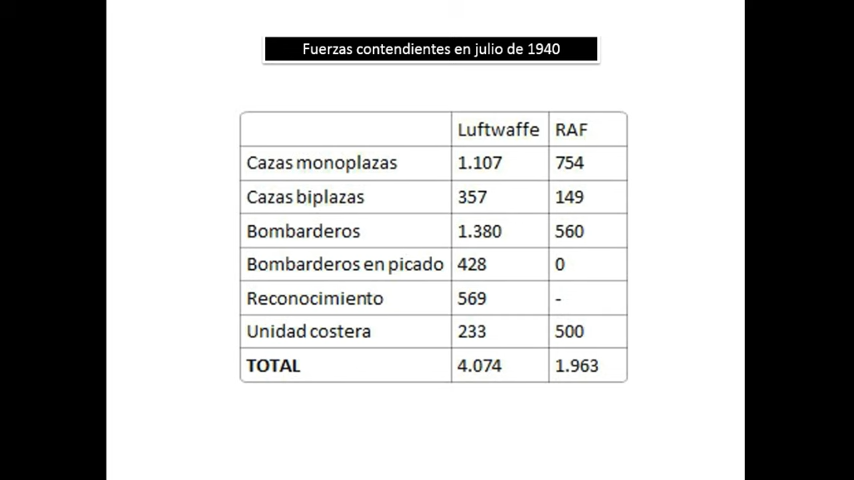 Fuerzas contendientes en julio de 1940
Luftwaffe RAF
Cazas monoplazas 1.107 754
Cazas biplazas 357 149
Bombarderos 1.380 560
Bombarderos en picado 428 0
Reconocimiento 569 -
Unidad costera 233 500
TOTAL 4.074 1.963